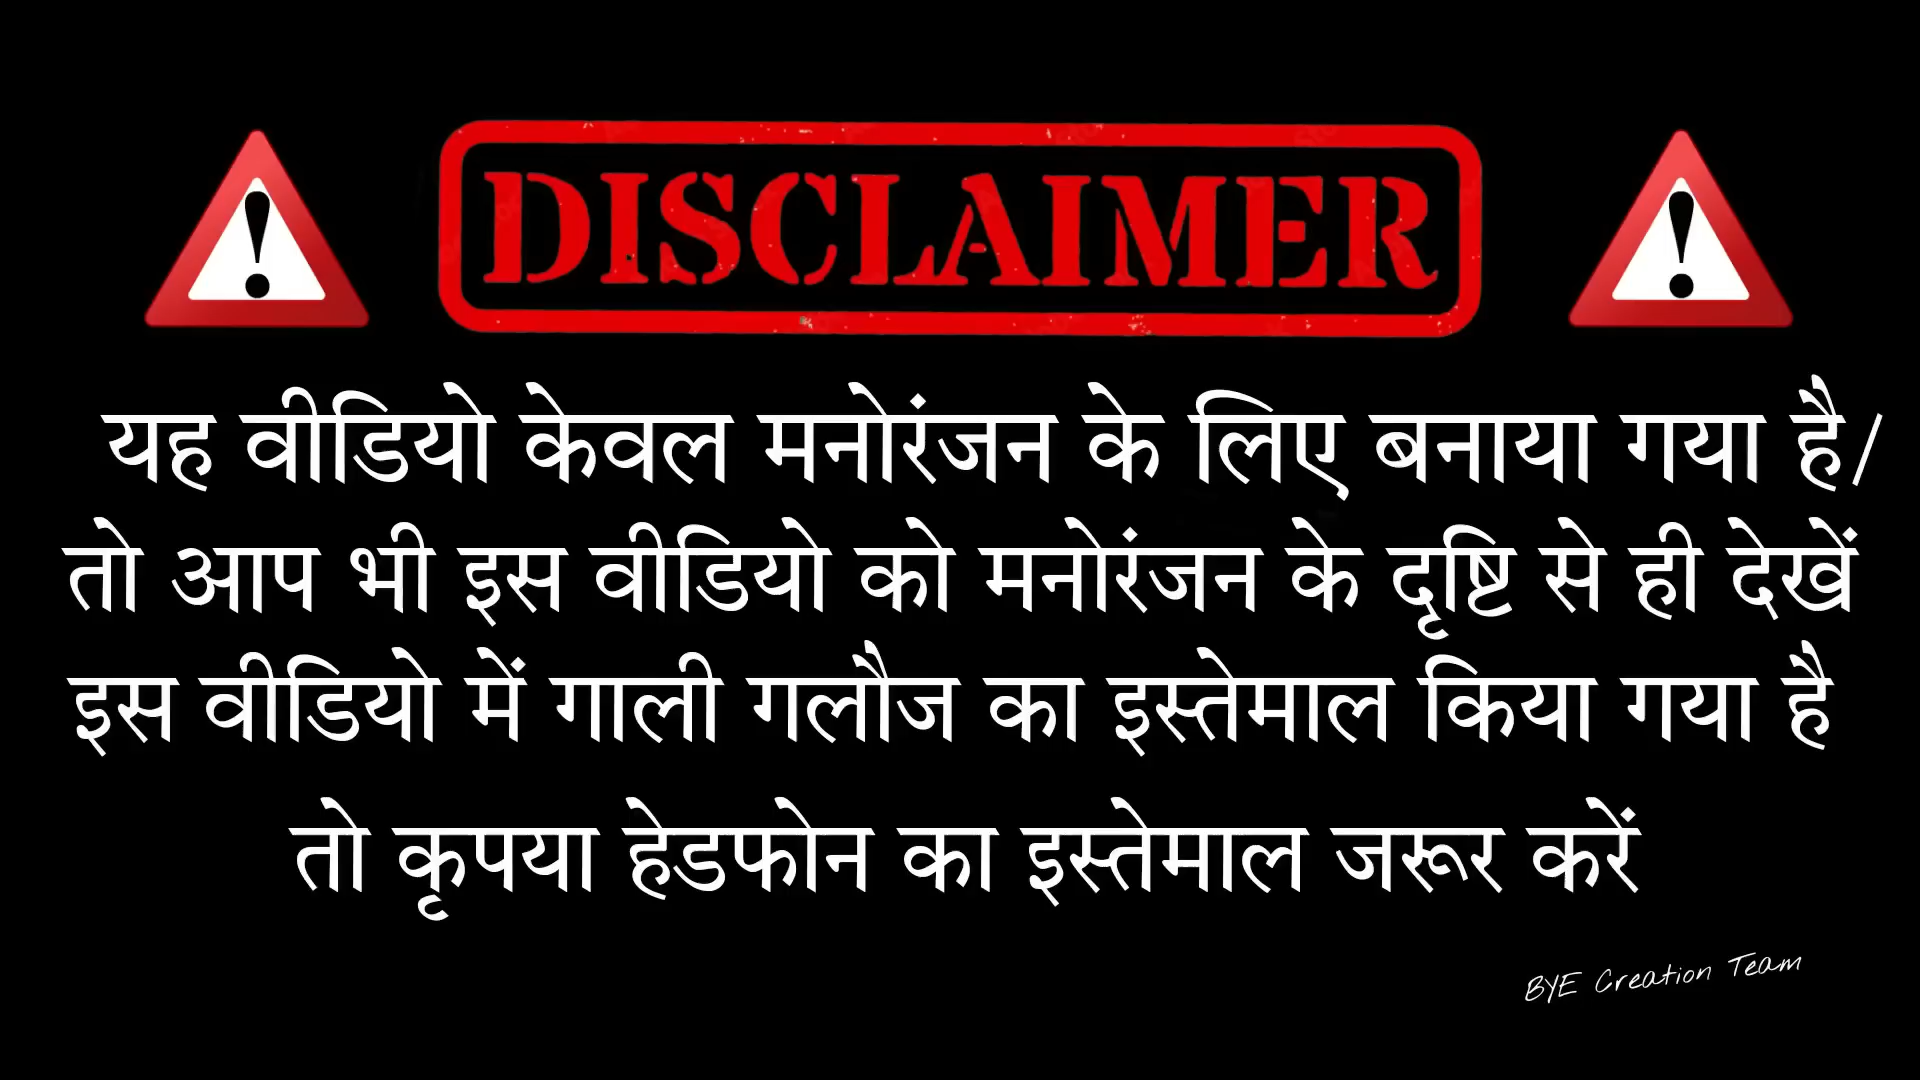 DISCLAIMER
यह वीडियो केवल मनोरंजन के लिए बनाया गया है/
तो आप भी इस वीडियो को मनोरंजन के दृष्टि से ही देखें
इस वीडियो में गाली गलौज का इस्तेमाल किया गया है
तो कृपया हेडफोन का इस्तेमाल जरूर करें
BYE Creation Team